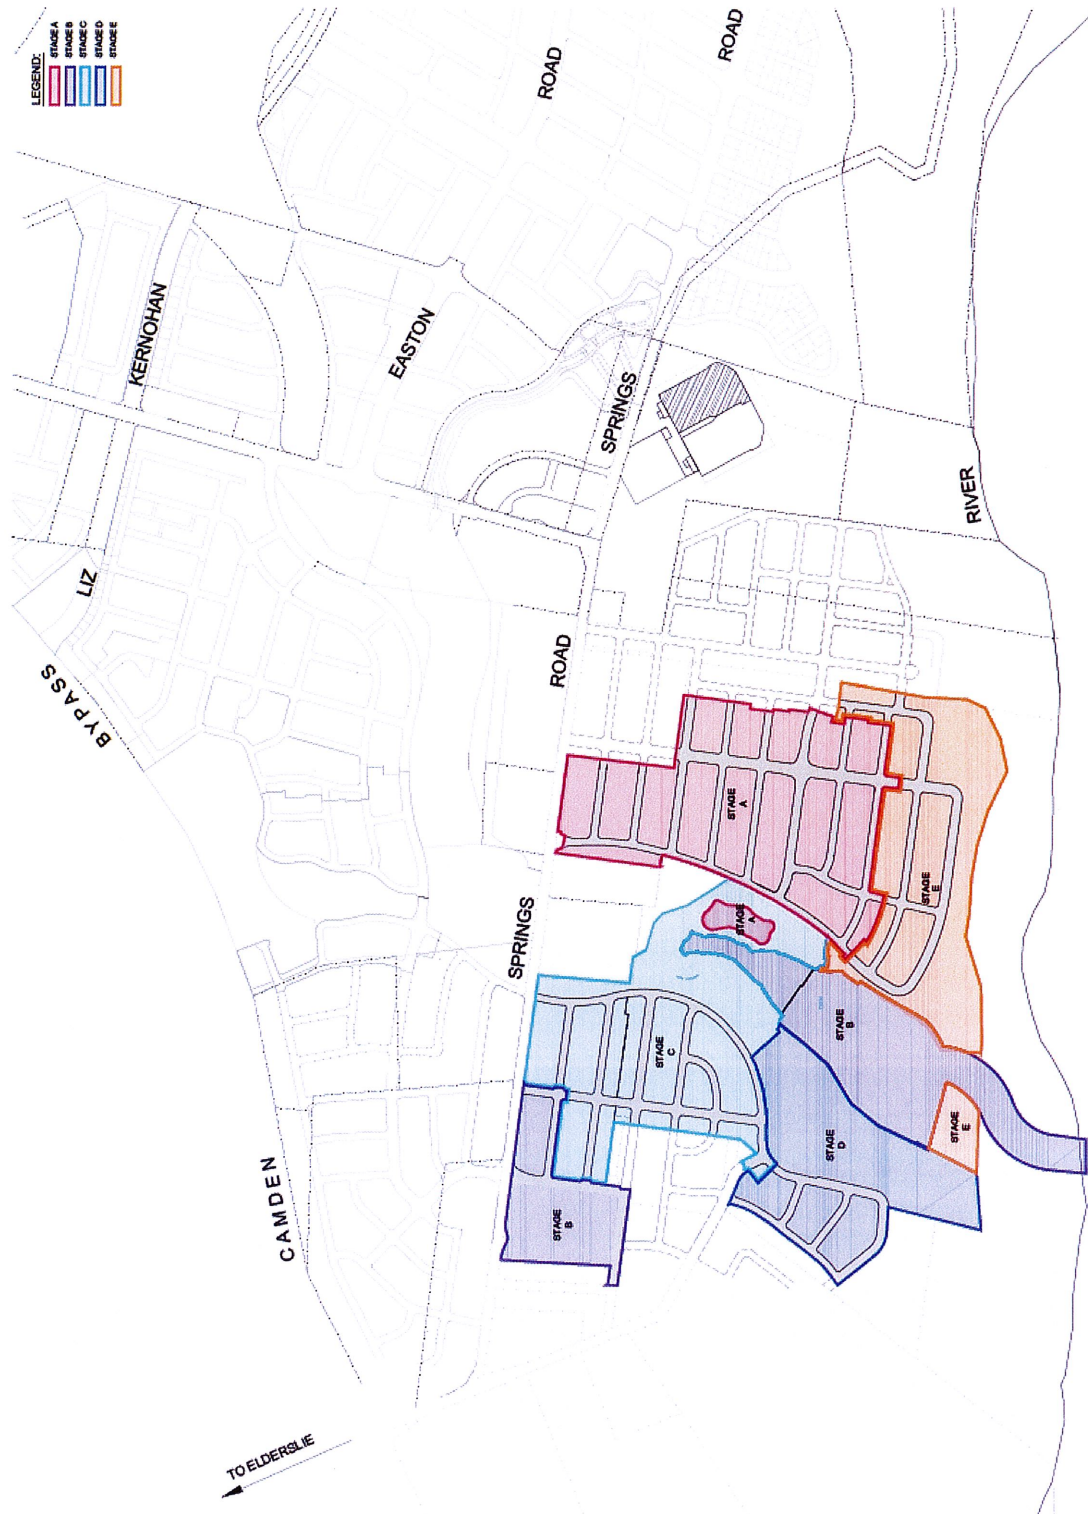 LEGEND:
STAGE A
STAGE B
STAGE C
STAGE D
STAGE E
ROAD
ROAD
KERNOHAN
EASTON
SPRINGS
RIVER
LIZ
BYPASS
ROAD
STAGE
A
STAGE
E
STAGE
A
SPRINGS
STAGE
B
STAGE
C
STAGE
D
STAGE
E
CAMDEN
STAGE
B
TO ELDERSLIE